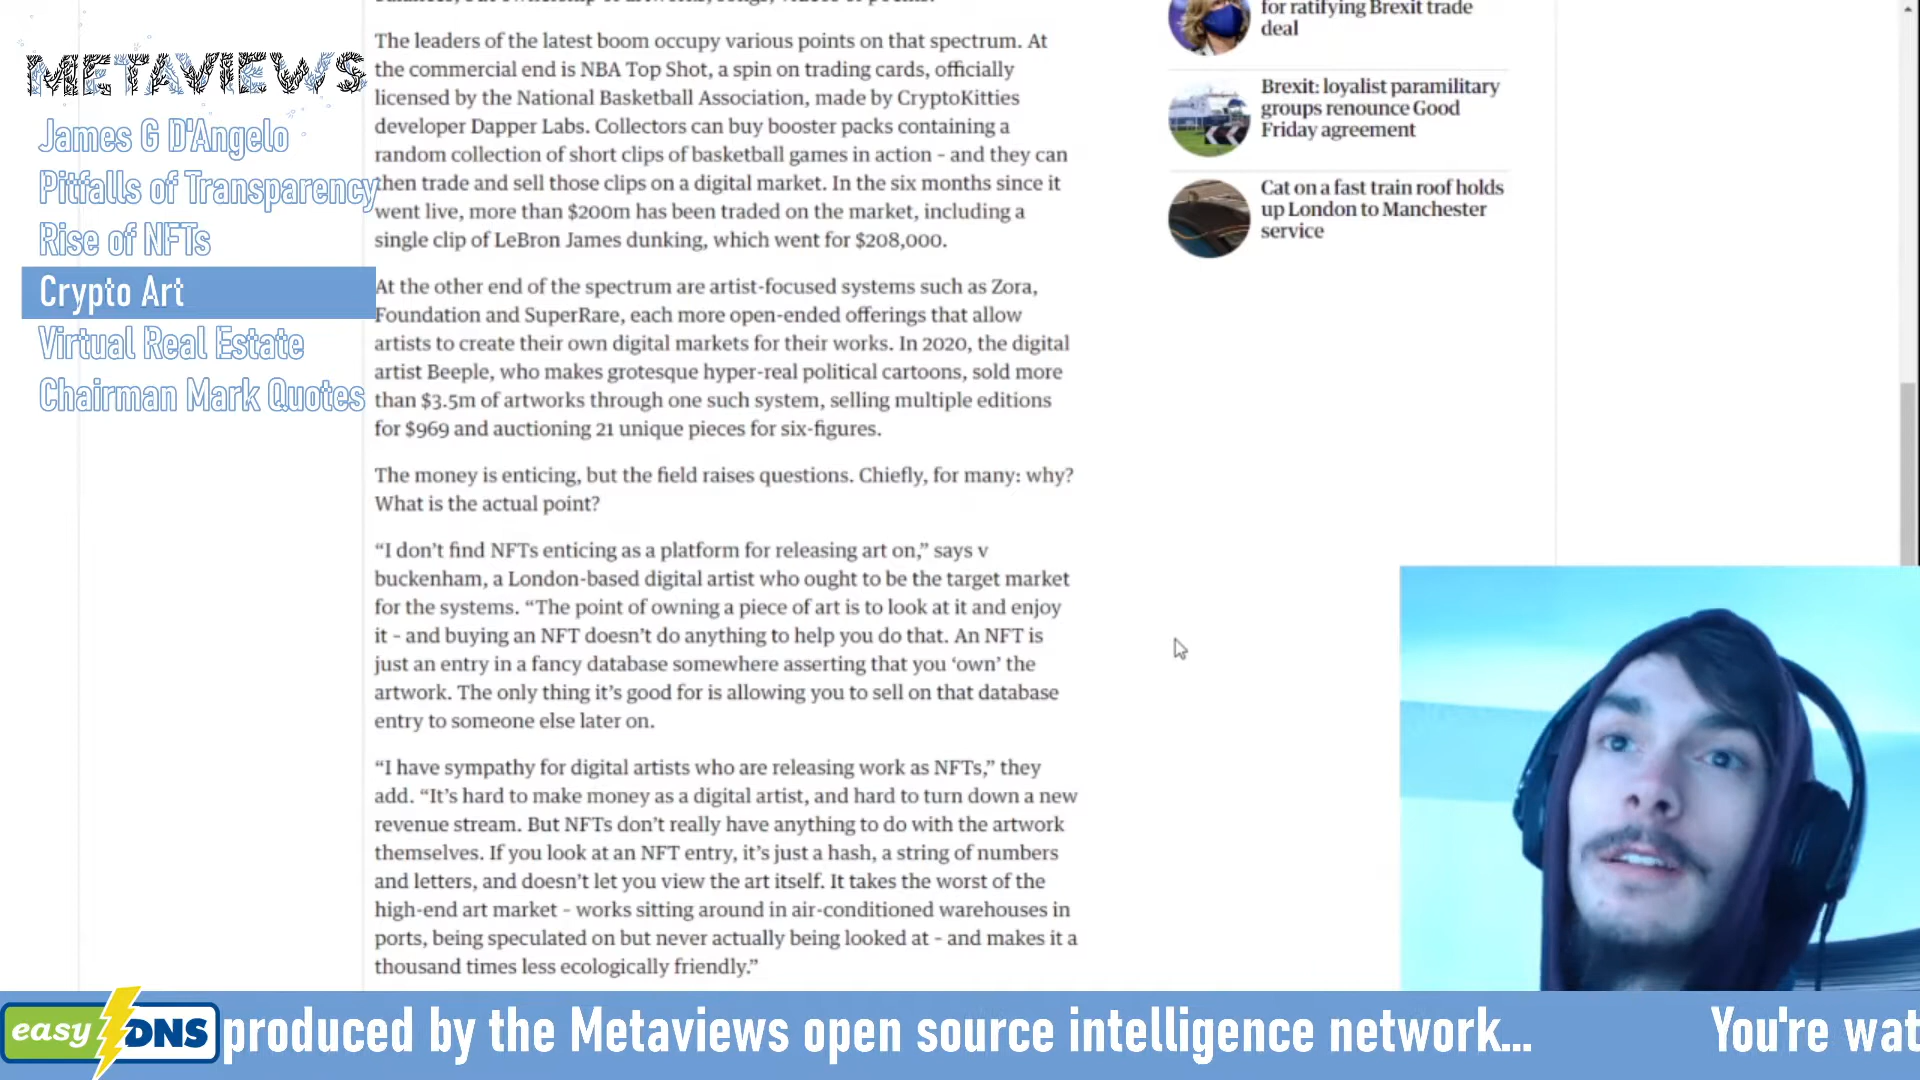 METAVIEWS
James G D'Angelo
Pitfalls of Transparency
Rise of NFTs
Crypto Art
Virtual Real Estate
Chairman Mark Quotes
The leaders of the latest boom occupy various points on that spectrum. At
the commercial end is NBA Top Shot, a spin on trading cards, officially
licensed by the National Basketball Association, made by CryptoKitties
developer Dapper Labs. Collectors can buy booster packs containing a
random collection of short clips of basketball games in action - and they can
then trade and sell those clips on a digital market. In the six months since it
went live, more than $200m has been traded on the market, including a
single clip of LeBron James dunking, which went for $208,000.
At the other end of the spectrum are artist-focused systems such as Zora,
Foundation and SuperRare, each more open-ended offerings that allow
artists to create their own digital markets for their works. In 2020, the digital
artist Beeple, who makes grotesque hyper-real political cartoons, sold more
than $3.5m of artworks through one such system, selling multiple editions
for $969 and auctioning 21 unique pieces for six-figures.
The money is enticing, but the field raises questions. Chiefly, for many: why?
What is the actual point?
“I don’t find NFTs enticing as a platform for releasing art on,” says v
buckenham, a London-based digital artist who ought to be the target market
for the systems. “The point of owning a piece of art is to look at it and enjoy
it - and buying an NFT doesn’t do anything to help you do that. An NFT is
just an entry in a fancy database somewhere asserting that you ‘own’ the
artwork. The only thing it’s good for is allowing you to sell on that database
entry to someone else later on.
“I have sympathy for digital artists who are releasing work as NFTs,” they
add. “It’s hard to make money as a digital artist, and hard to turn down a new
revenue stream. But NFTs don’t really have anything to do with the artwork
themselves. If you look at an NFT entry, it’s just a hash, a string of numbers
and letters, and doesn’t let you view the art itself. It takes the worst of the
high-end art market - works sitting around in air-conditioned warehouses in
ports, being speculated on but never actually being looked at - and makes it a
thousand times less ecologically friendly.”
for ratifying Brexit trade
deal
Brexit: loyalist paramilitary
groups renounce Good
Friday agreement
Cat on a fast train roof holds
up London to Manchester
service
easy DNS
produced by the Metaviews open source intelligence network... You're wat